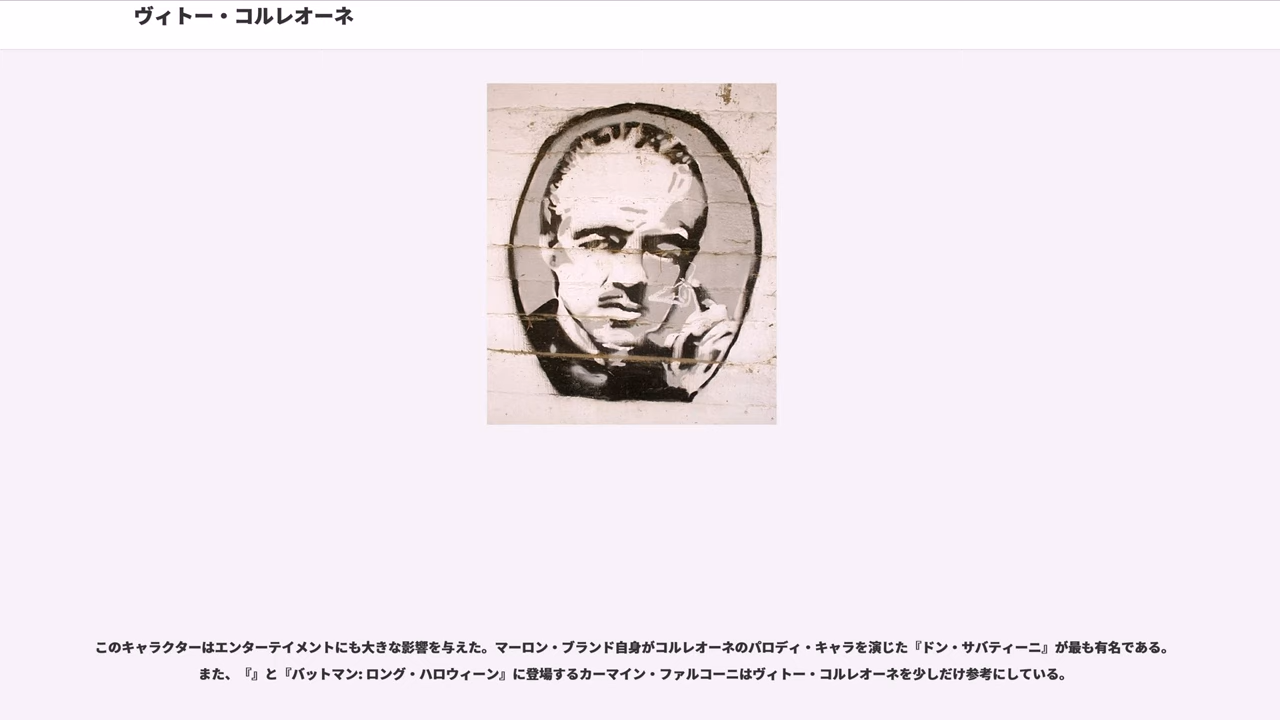 ヴィトー・コルレオーネ
このキャラクターはエンターテイメントにも大きな影響を与えた。マーロン・ブランド自身がコルレオーネのパロディ・キャラを演じた『ドン・サバティーニ』が最も有名である。
また、『』と『バットマン: ロング・ハロウィーン』に登場するカーマイン・ファルコーニはヴィトー・コルレオーネを少しだけ参考にしている。